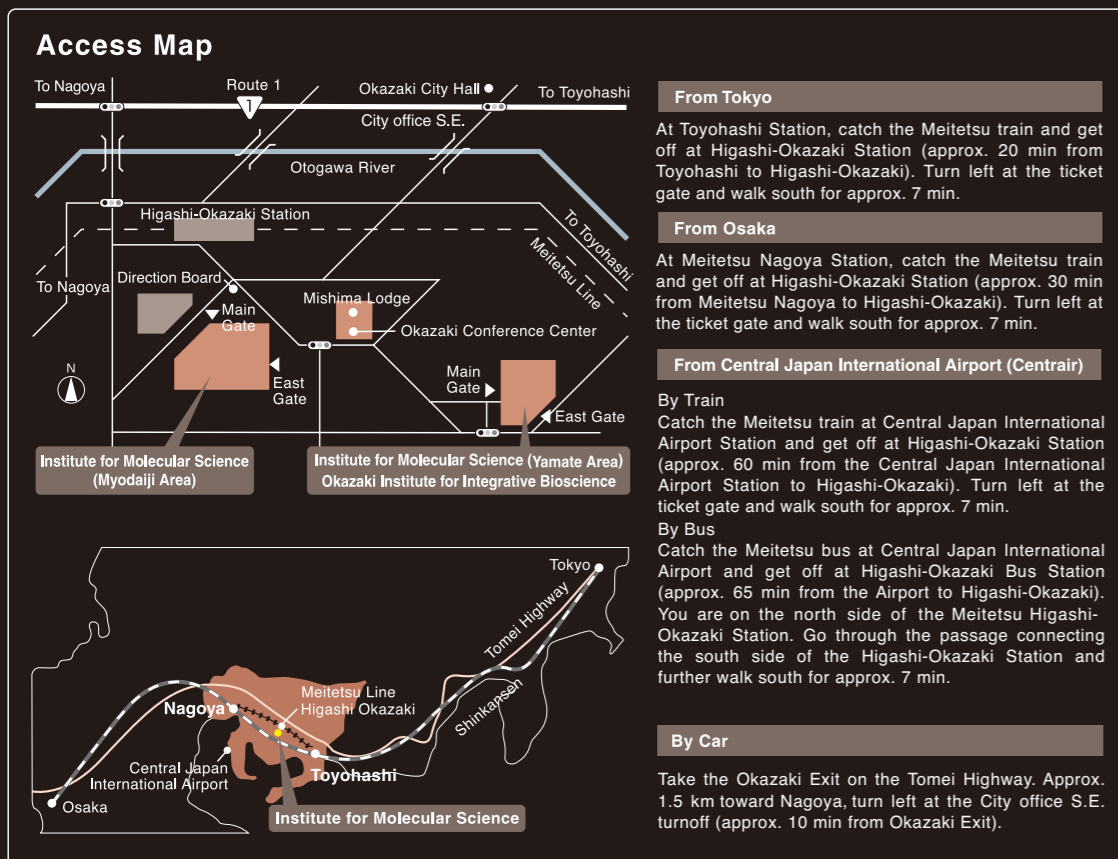 Access Map
To Nagoya
Route 1
1
Okazaki City Hall
To Toyohashi
City office S.E.
Otogawa River
Higashi-Okazaki Station
To Toyohashi
Meitetsu Line
To Nagoya
Direction Board
Main
Gate
Mishima Lodge
Okazaki Conference Center
N
East
Gate
Main
Gate
East Gate
Institute for Molecular Science
(Myodaiji Area)
Institute for Molecular Science (Yamate Area)
Okazaki Institute for Integrative Bioscience
Tokyo
Tomei Highway
Shinkansen
Meitetsu Line
Higashi Okazaki
Nagoya
Central Japan
International Airport
Toyohashi
Osaka
Institute for Molecular Science
From Tokyo
At Toyohashi Station, catch the Meitetsu train and get
off at Higashi-Okazaki Station (approx. 20 min from
Toyohashi to Higashi-Okazaki). Turn left at the ticket
gate and walk south for approx. 7 min.
From Osaka
At Meitetsu Nagoya Station, catch the Meitetsu train
and get off at Higashi-Okazaki Station (approx. 30 min
from Meitetsu Nagoya to Higashi-Okazaki). Turn left at
the ticket gate and walk south for approx. 7 min.
From Central Japan International Airport (Centrair)
By Train
Catch the Meitetsu train at Central Japan International
Airport Station and get off at Higashi-Okazaki Station
(approx. 60 min from the Central Japan International
Airport Station to Higashi-Okazaki). Turn left at the
ticket gate and walk south for approx. 7 min.
By Bus
Catch the Meitetsu bus at Central Japan International
Airport and get off at Higashi-Okazaki Bus Station
(approx. 65 min from the Airport to Higashi-Okazaki).
You are on the north side of the Meitetsu Higashi-
Okazaki Station. Go through the passage connecting
the south side of the Higashi-Okazaki Station and
further walk south for approx. 7 min.
By Car
Take the Okazaki Exit on the Tomei Highway. Approx.
1.5 km toward Nagoya, turn left at the City office S.E.
turnoff (approx. 10 min from Okazaki Exit).